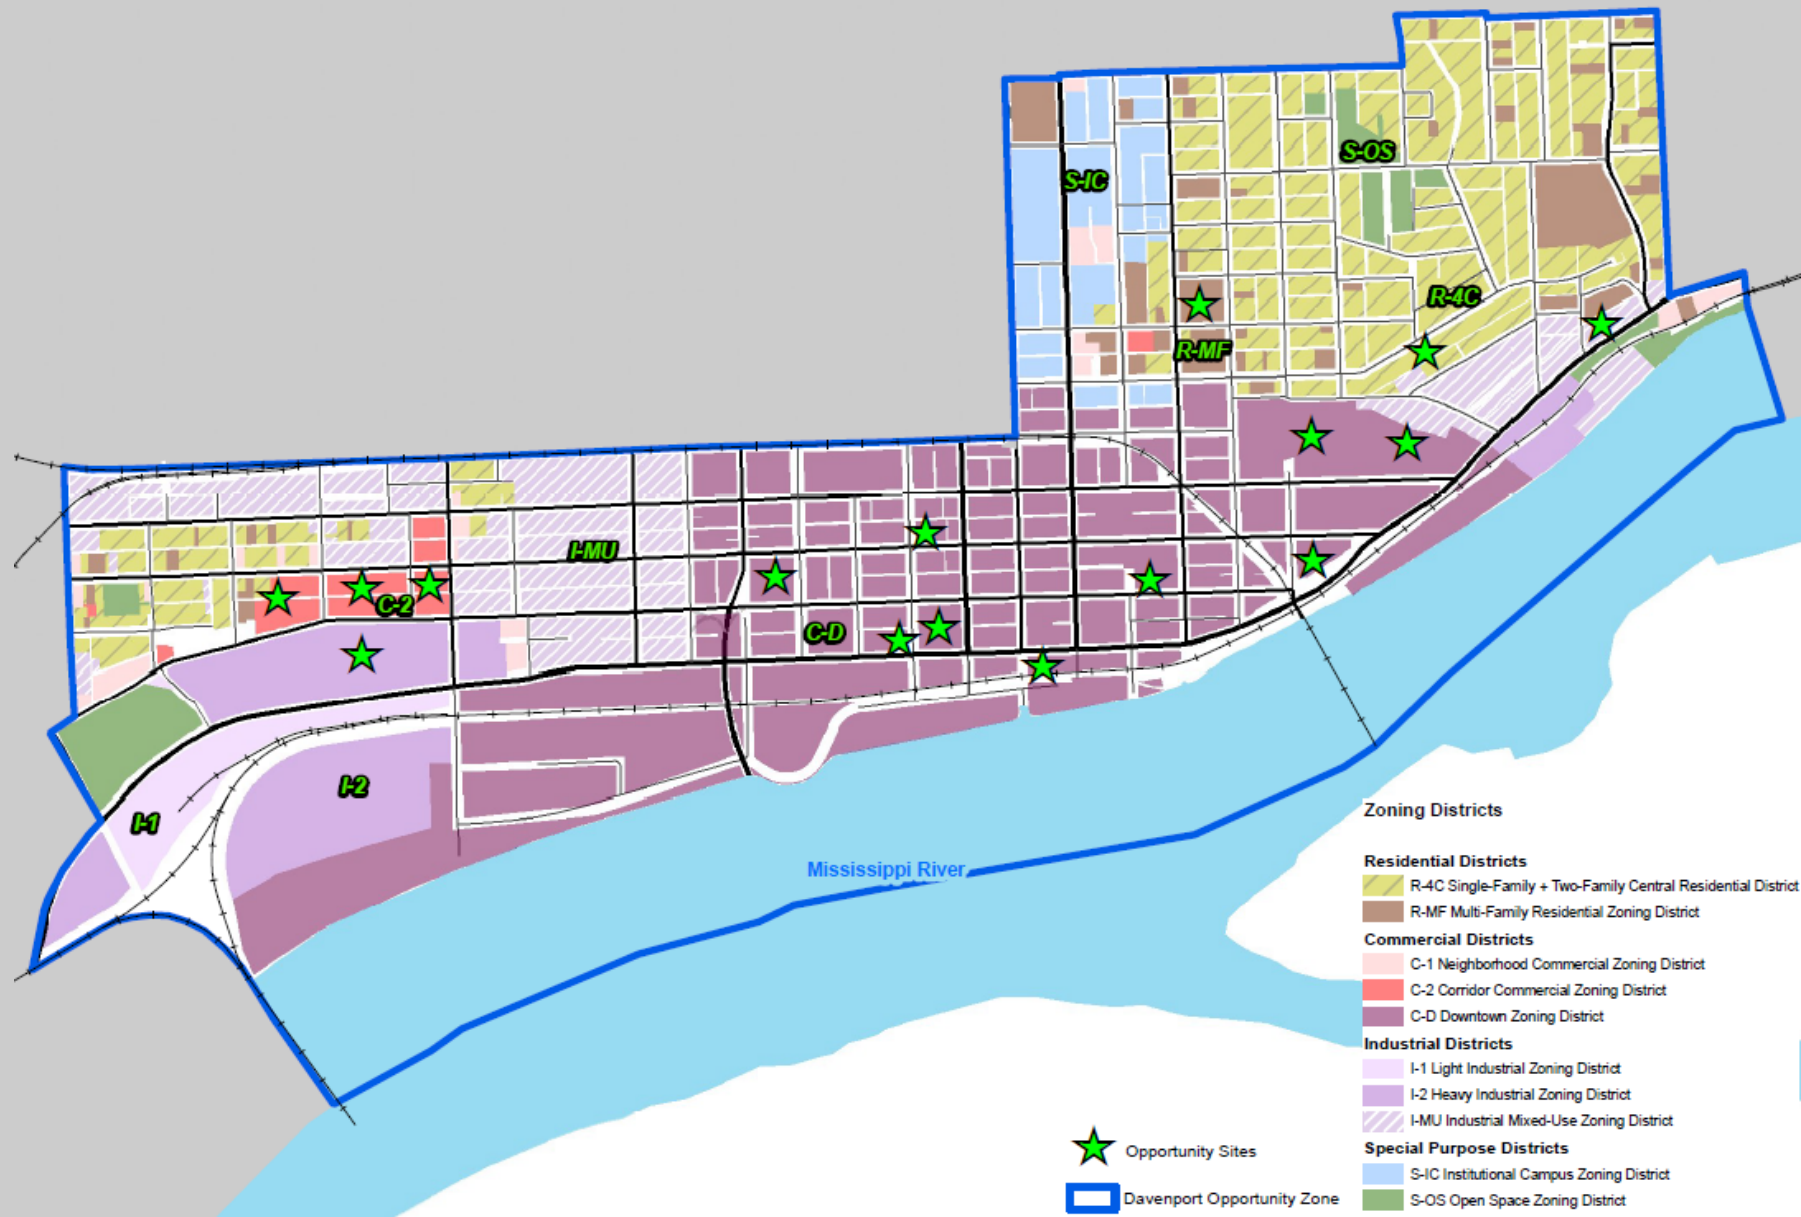 S-OS
S-IC
R-4C
R-MF
I-MU
C-2
C-D
I-2
I-1
Mississippi River
Zoning Districts
Residential Districts
R-4C Single-Family + Two-Family Central Residential District
R-MF Multi-Family Residential Zoning District
Commercial Districts
C-1 Neighborhood Commercial Zoning District
C-2 Corridor Commercial Zoning District
C-D Downtown Zoning District
Industrial Districts
I-1 Light Industrial Zoning District
I-2 Heavy Industrial Zoning District
I-MU Industrial Mixed-Use Zoning District
Special Purpose Districts
S-IC Institutional Campus Zoning District
S-OS Open Space Zoning District
Opportunity Sites
Davenport Opportunity Zone